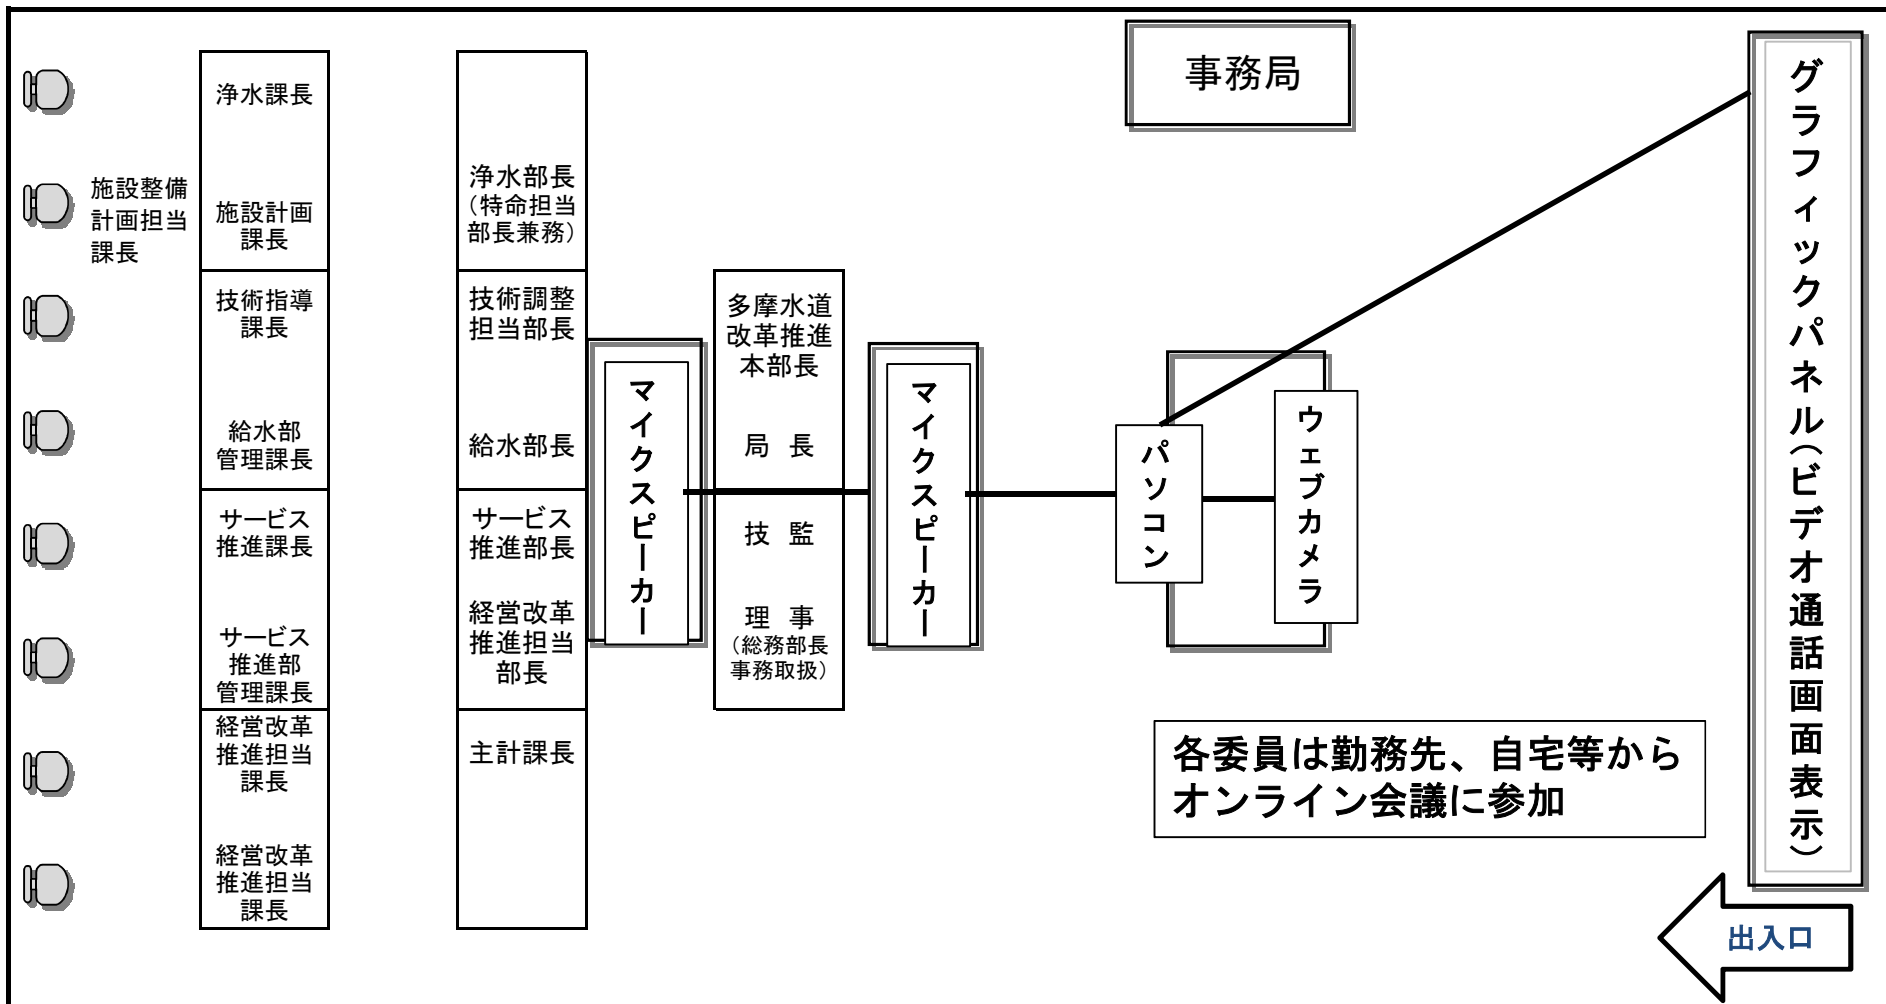 事務局
グラフィックパネル（ビデオ通話画面表示）
浄水課長
施設整備
計画担当
課長
施設計画
課長
技術指導
課長
給水部
管理課長
サービス
推進課長
サービス
推進部
管理課長
経営改革
推進担当
課長
経営改革
推進担当
課長
浄水部長
（特命担当
部長兼務）
技術調整
担当部長
給水部長
サービス
推進部長
経営改革
推進担当
部長
主計課長
マイクスピーカー
多摩水道
改革推進
本部長
局 長
技 監
理 事
（総務部長
事務取扱）
マイクスピーカー
パソコン
ウェブカメラ
各委員は勤務先、自宅等から
オンライン会議に参加
出入口